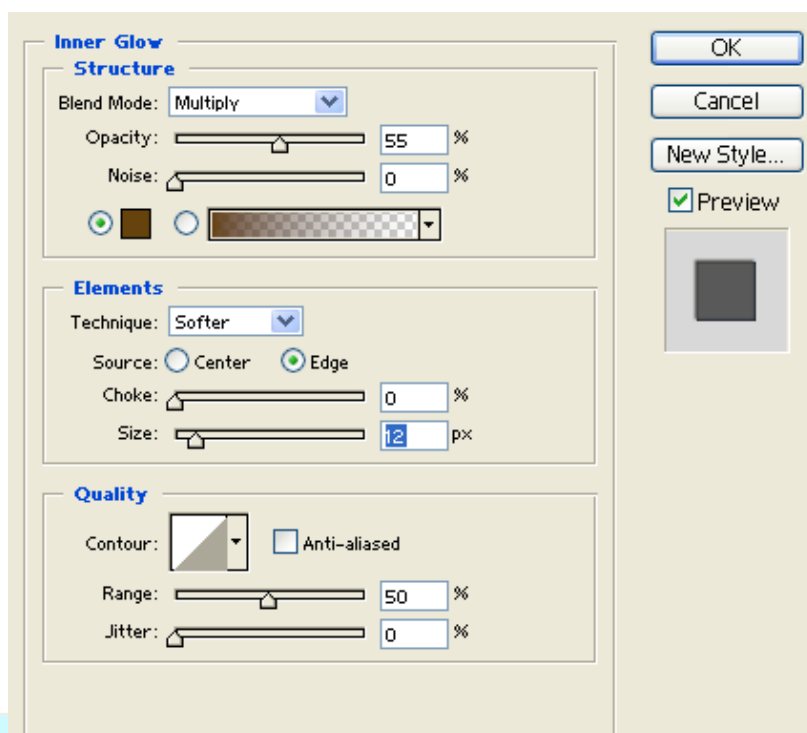 Inner Glow
Structure
Blend Mode: Multiply
Opacity: 55 %
Noise: 0 %
Elements
Technique: Softer
Source: Center Edge
Choke: 0 %
Size: 12 px
Quality
Contour: Anti-aliased
Range: 50 %
Jitter: 0 %
OK
Cancel
New Style...
Preview